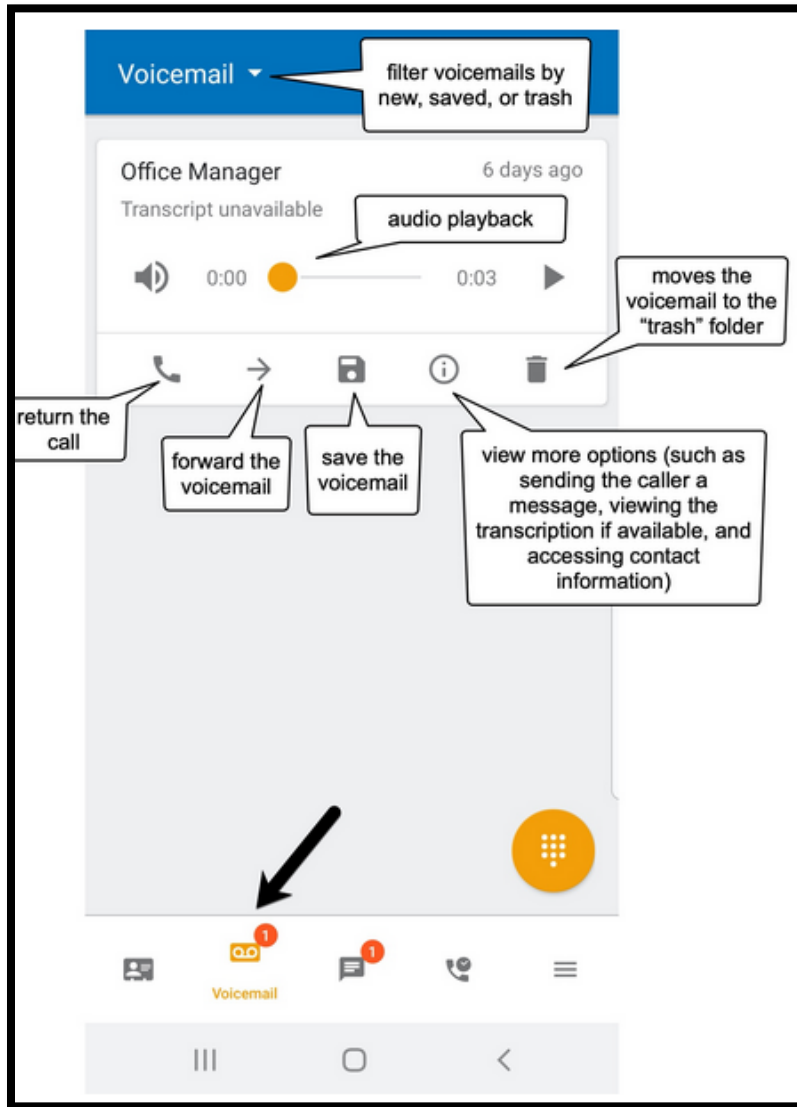 Voicemail
filter voicemails by
new, saved, or trash
Office Manager
6 days ago
Transcript unavailable
audio playback
0:00
0:03
moves the
voicemail to the
“trash” folder
return the
call
forward the
voicemail
save the
voicemail
view more options (such as
sending the caller a
message, viewing the
transcription if available, and
accessing contact
information)
1
1
Voicemail